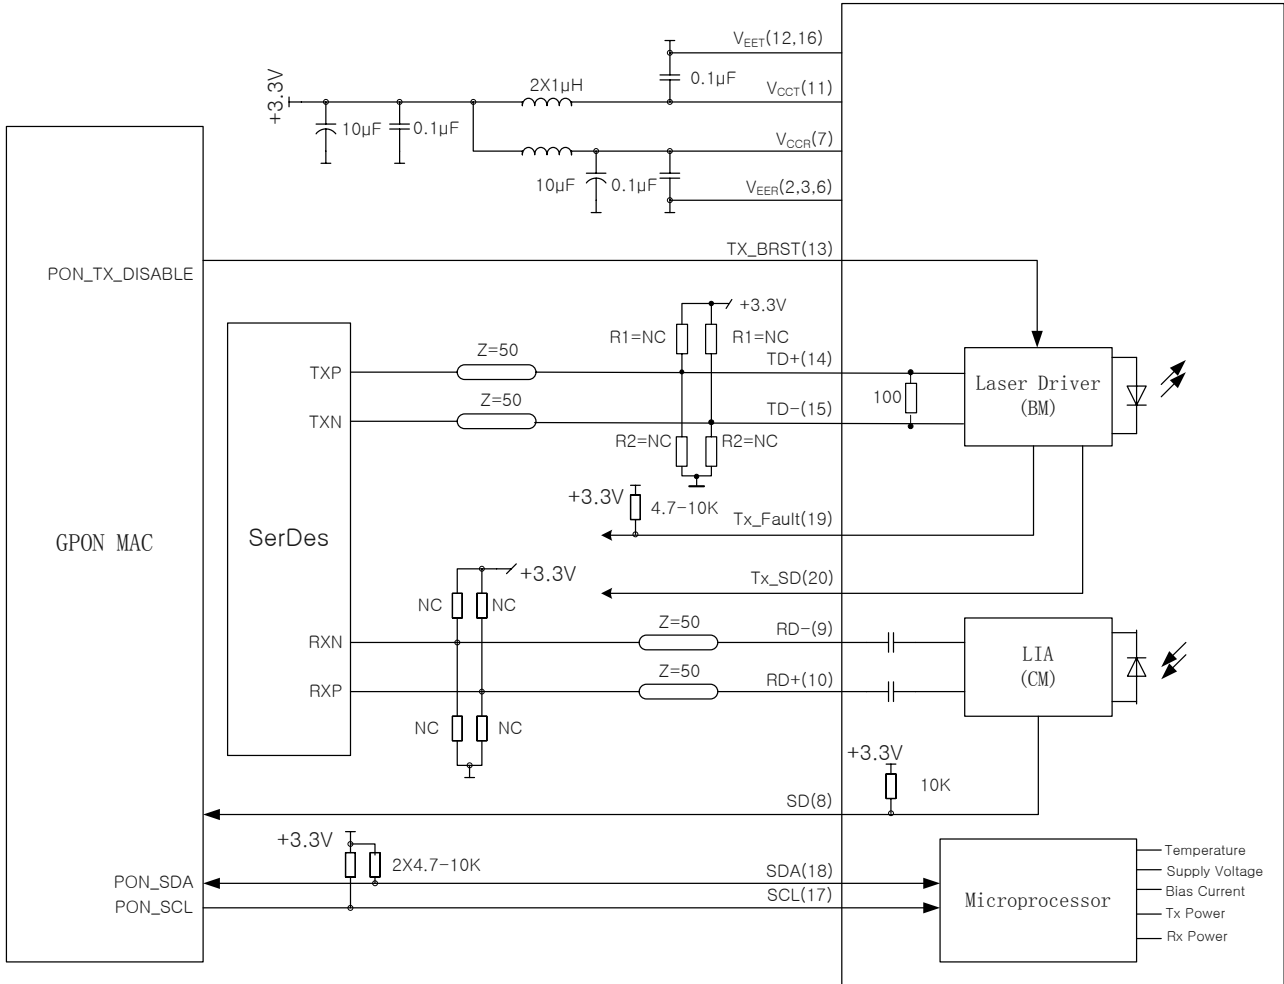 V_EET(12,16)
0.1µF
2X1µH
V_CCT(11)
+3.3V
10µF
0.1µF
V_CCR(7)
10µF
0.1µF
V_EER(2,3,6)
TX_BRST(13)
PON_TX_DISABLE
+3.3V
R1=NC
R1=NC
Z=50
TD+(14)
TXP
Laser Driver
(BM)
100
Z=50
TD-(15)
TXN
R2=NC
R2=NC
+3.3V
4.7-10K
Tx_Fault(19)
GPON MAC
SerDes
+3.3V
Tx_SD(20)
NC
NC
Z=50
RD-(9)
RXN
LIA
(CM)
Z=50
RD+(10)
RXP
NC
NC
+3.3V
10K
SD(8)
+3.3V
2X4.7-10K
SDA(18)
PON_SDA
SCL(17)
PON_SCL
Microprocessor
Temperature
Supply Voltage
Bias Current
Tx Power
Rx Power